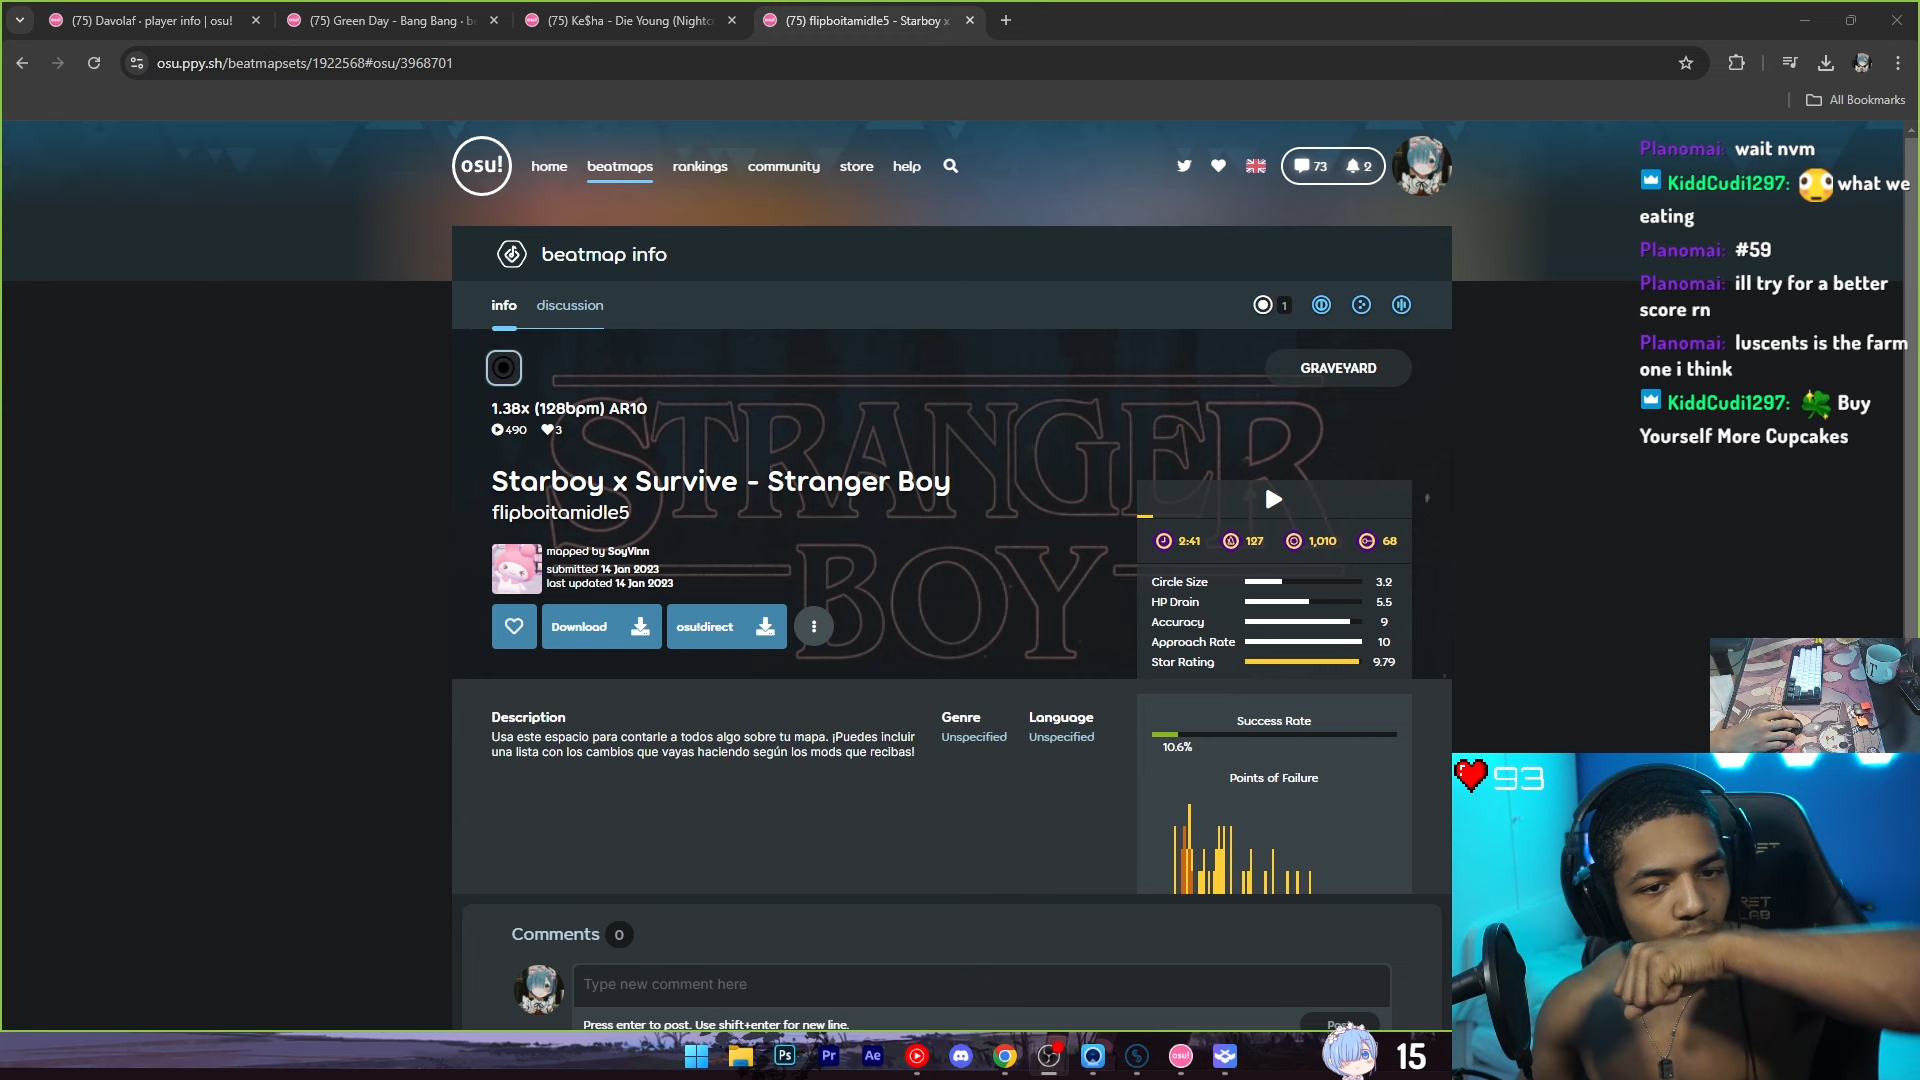 (75) Davolaf · player info | osu!
(75) Green Day - Bang Bang · b
(75) Ke$ha - Die Young (Nightc
(75) flipboitamidle5 - Starboy x
osu.ppy.sh/beatmapsets/1922568#osu/3968701
All Bookmarks
osu!
home
beatmaps
rankings
community
store
help
73
2
beatmap info
info
discussion
1
GRAVEYARD
STRANGER
BOY
1.38x (128bpm) AR10
490
3
Starboy x Survive - Stranger Boy
flipboitamidle5
mapped by SoyVinn
submitted 14 Jan 2023
last updated 14 Jan 2023
Download
osu!direct
2:41
127
1,010
68
Circle Size 3.2
HP Drain 5.5
Accuracy 9
Approach Rate 10
Star Rating 9.79
Description
Usa este espacio para contarle a todos algo sobre tu mapa. ¡Puedes incluir
una lista con los cambios que vayas haciendo según los mods que recibas!
Genre
Unspecified
Language
Unspecified
Success Rate
10.6%
Points of Failure
Comments 0
Type new comment here
Press enter to post. Use shift+enter for new line.
Planomai: wait nvm
KiddCudi1297: what we
eating
Planomai: #59
Planomai: ill try for a better
score rn
Planomai: luscents is the farm
one i think
KiddCudi1297: Buy
Yourself More Cupcakes
93
Ps
Pr
Ae
osu!
15